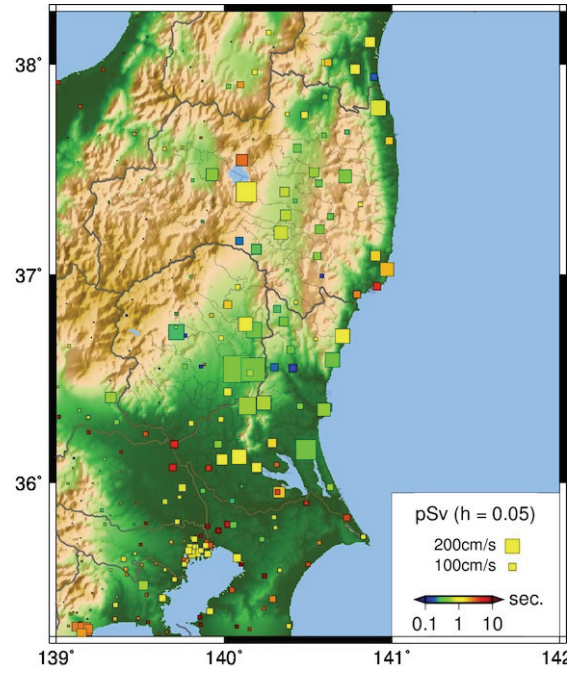 38˚
37˚
36˚
pSv (h = 0.05)
200cm/s
100cm/s
sec.
0.1 1 10
139˚ 140˚ 141˚ 142